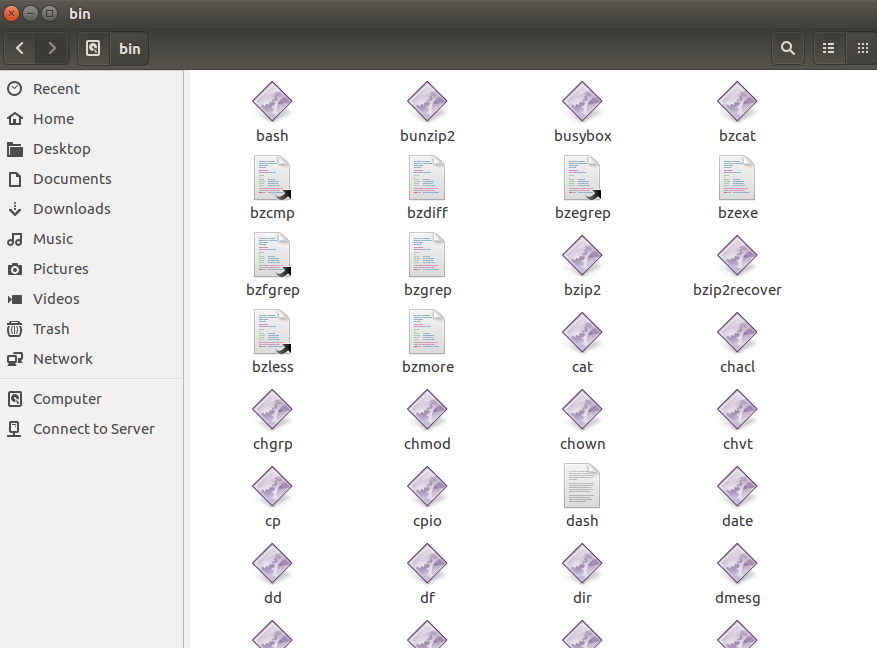 bin
bin
Recent
Home
Desktop
Documents
Downloads
Music
Pictures
Videos
Trash
Network
Computer
Connect to Server
bash bunzip2 busybox bzcat
bzcmp bzdiff bzegrep bzexe
bzfgrep bzgrep bzip2 bzip2recover
bzless bzmore cat chacl
chgrp chmod chown chvt
cp cpio dash date
dd df dir dmesg